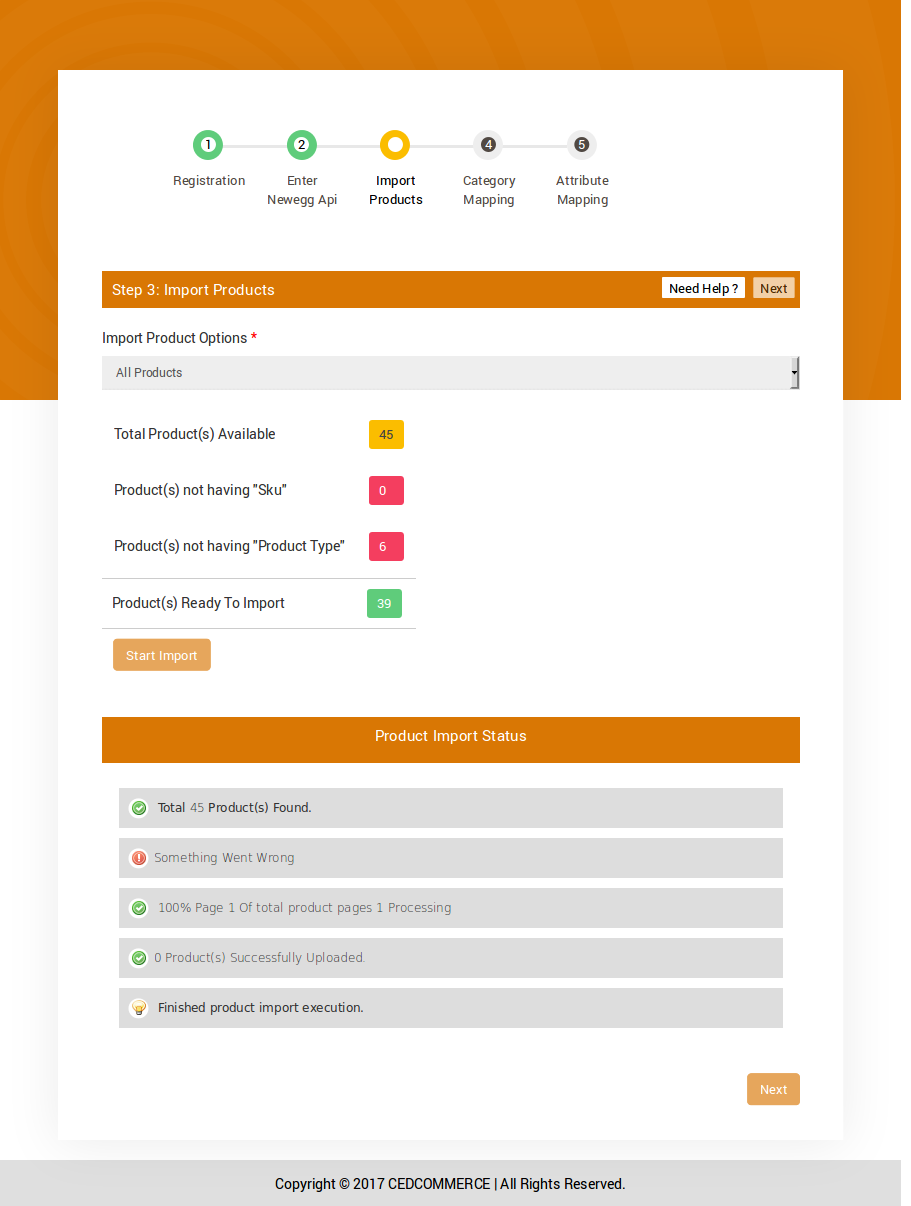 1 2 4 5
Registration Enter Import Category Attribute
Newegg Api Products Mapping Mapping
Step 3: Import Products Need Help ? Next
Import Product Options *
All Products
Total Product(s) Available 45
Product(s) not having "Sku" 0
Product(s) not having "Product Type" 6
Product(s) Ready To Import 39
Start Import
Product Import Status
Total 45 Product(s) Found.
Something Went Wrong
100% Page 1 Of total product pages 1 Processing
0 Product(s) Successfully Uploaded.
Finished product import execution.
Next
Copyright © 2017 CEDCOMMERCE | All Rights Reserved.